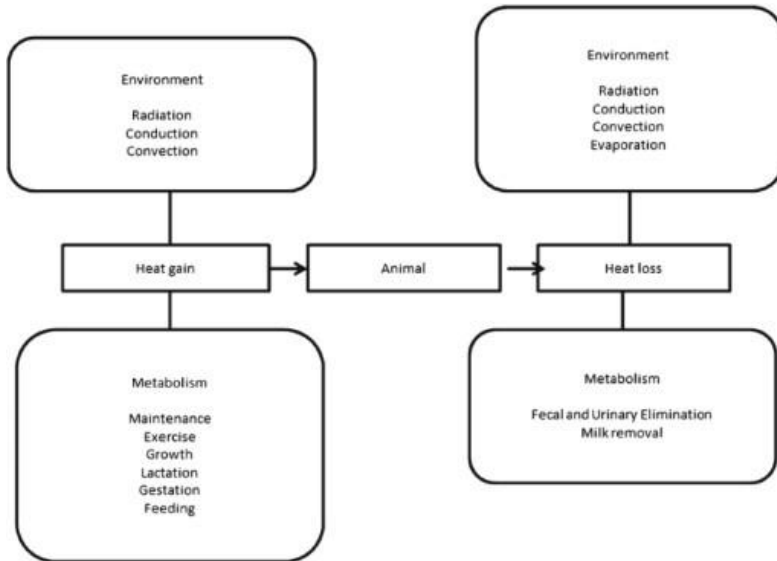 Environment
Radiation
Conduction
Convection
Environment
Radiation
Conduction
Convection
Evaporation
Heat gain
Animal
Heat loss
Metabolism
Maintenance
Exercise
Growth
Lactation
Gestation
Feeding
Metabolism
Fecal and Urinary Elimination
Milk removal